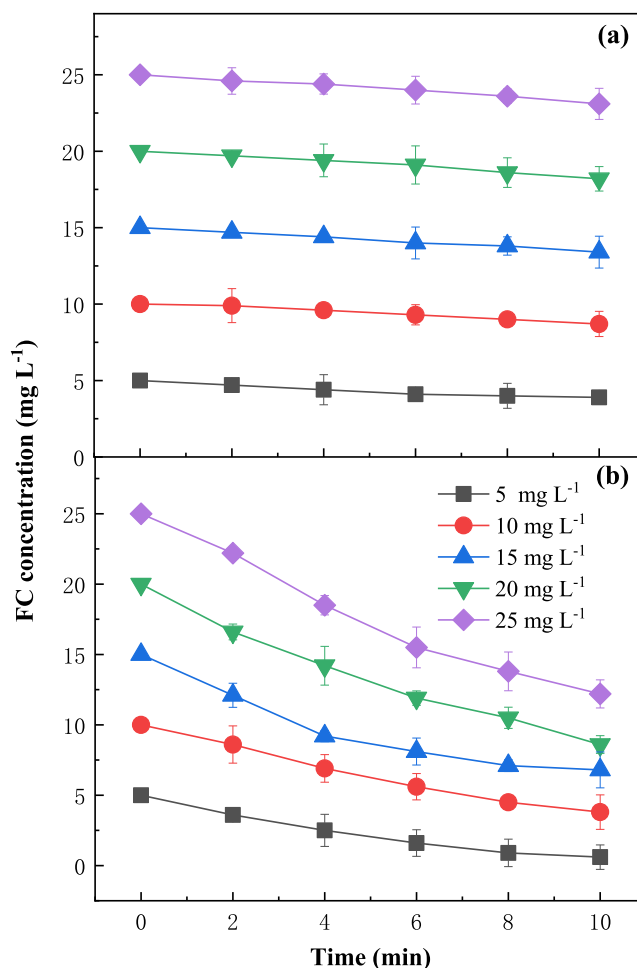 (a)
25
20
15
10
5
0
FC concentration (mg L⁻¹)
(b)
5 mg L⁻¹
10 mg L⁻¹
15 mg L⁻¹
20 mg L⁻¹
25 mg L⁻¹
25
20
15
10
5
0
0 2 4 6 8 10
Time (min)